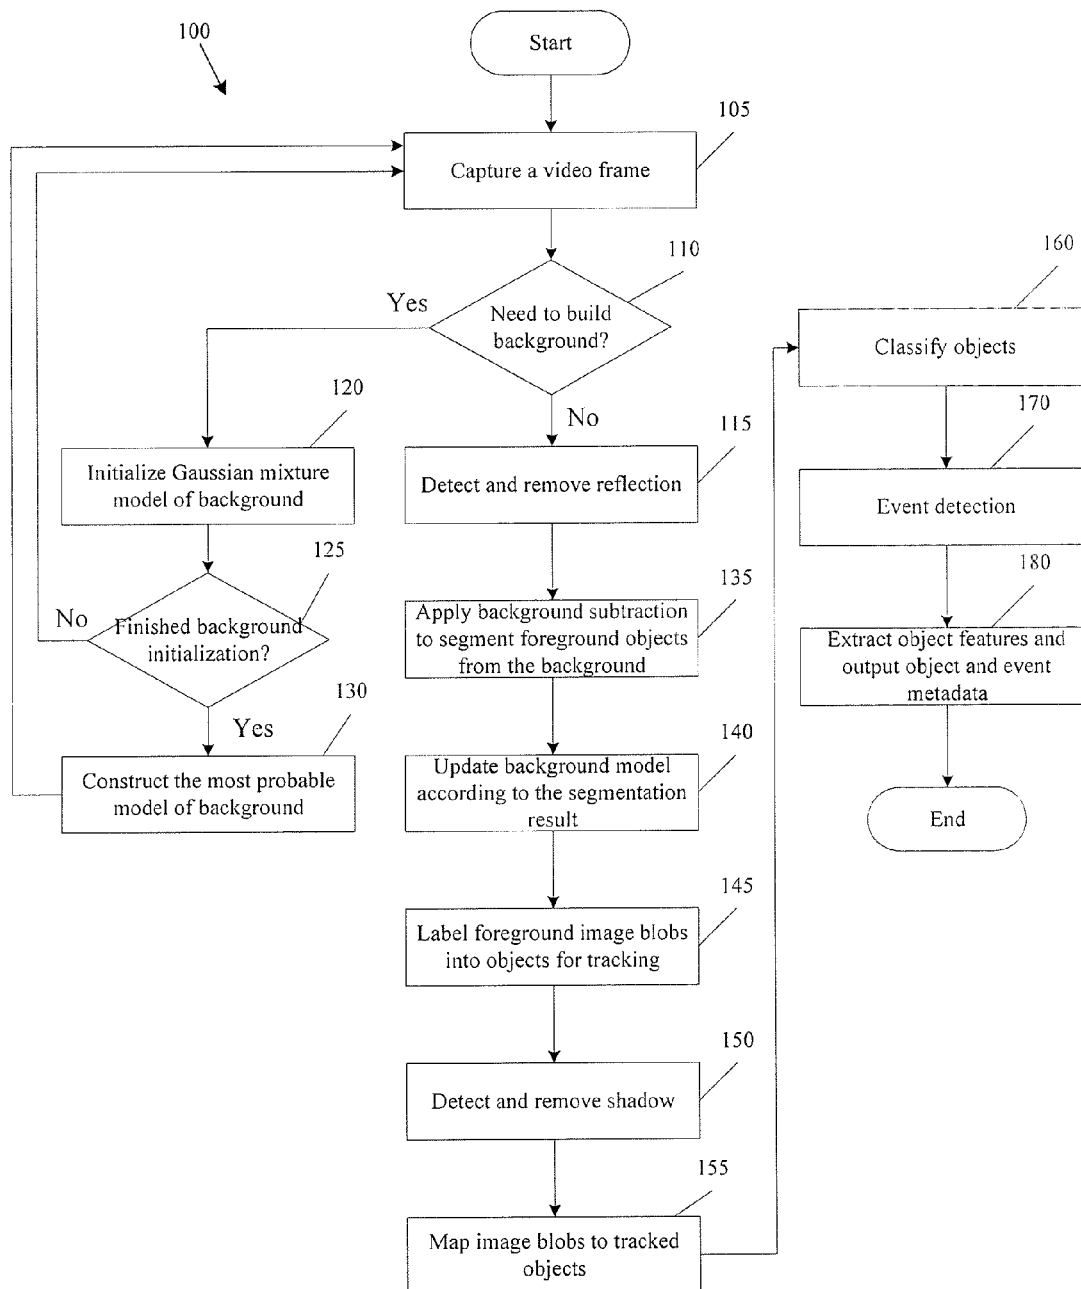 100
Start
105
Capture a video frame
110
Yes
Need to build
background?
No
120
Initialize Gaussian mixture
model of background
125
No
Finished background
initialization?
Yes
130
Construct the most probable
model of background
115
Detect and remove reflection
135
Apply background subtraction
to segment foreground objects
from the background
140
Update background model
according to the segmentation
result
145
Label foreground image blobs
into objects for tracking
150
Detect and remove shadow
155
Map image blobs to tracked
objects
160
Classify objects
170
Event detection
180
Extract object features and
output object and event
metadata
End